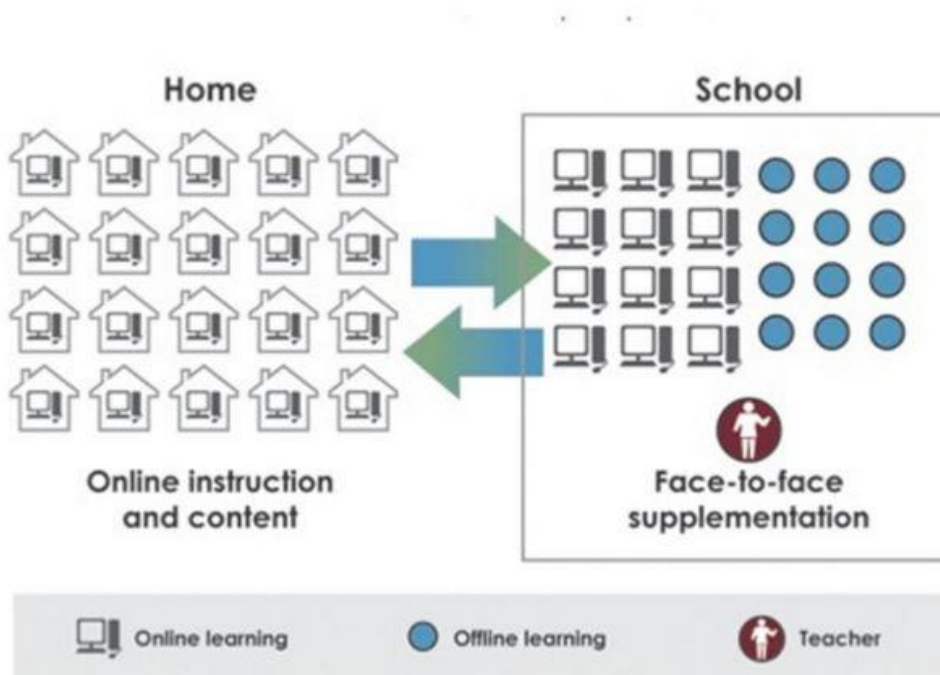 Home
School
Online instruction
and content
Face-to-face
supplementation
Online learning
Offline learning
Teacher